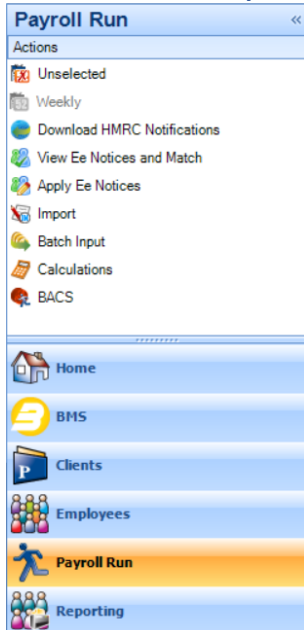 Payroll Run «
Actions
Unselected
Weekly
Download HMRC Notifications
View Ee Notices and Match
Apply Ee Notices
Import
Batch Input
Calculations
BACS
Home
BMS
Clients
Employees
Payroll Run
Reporting